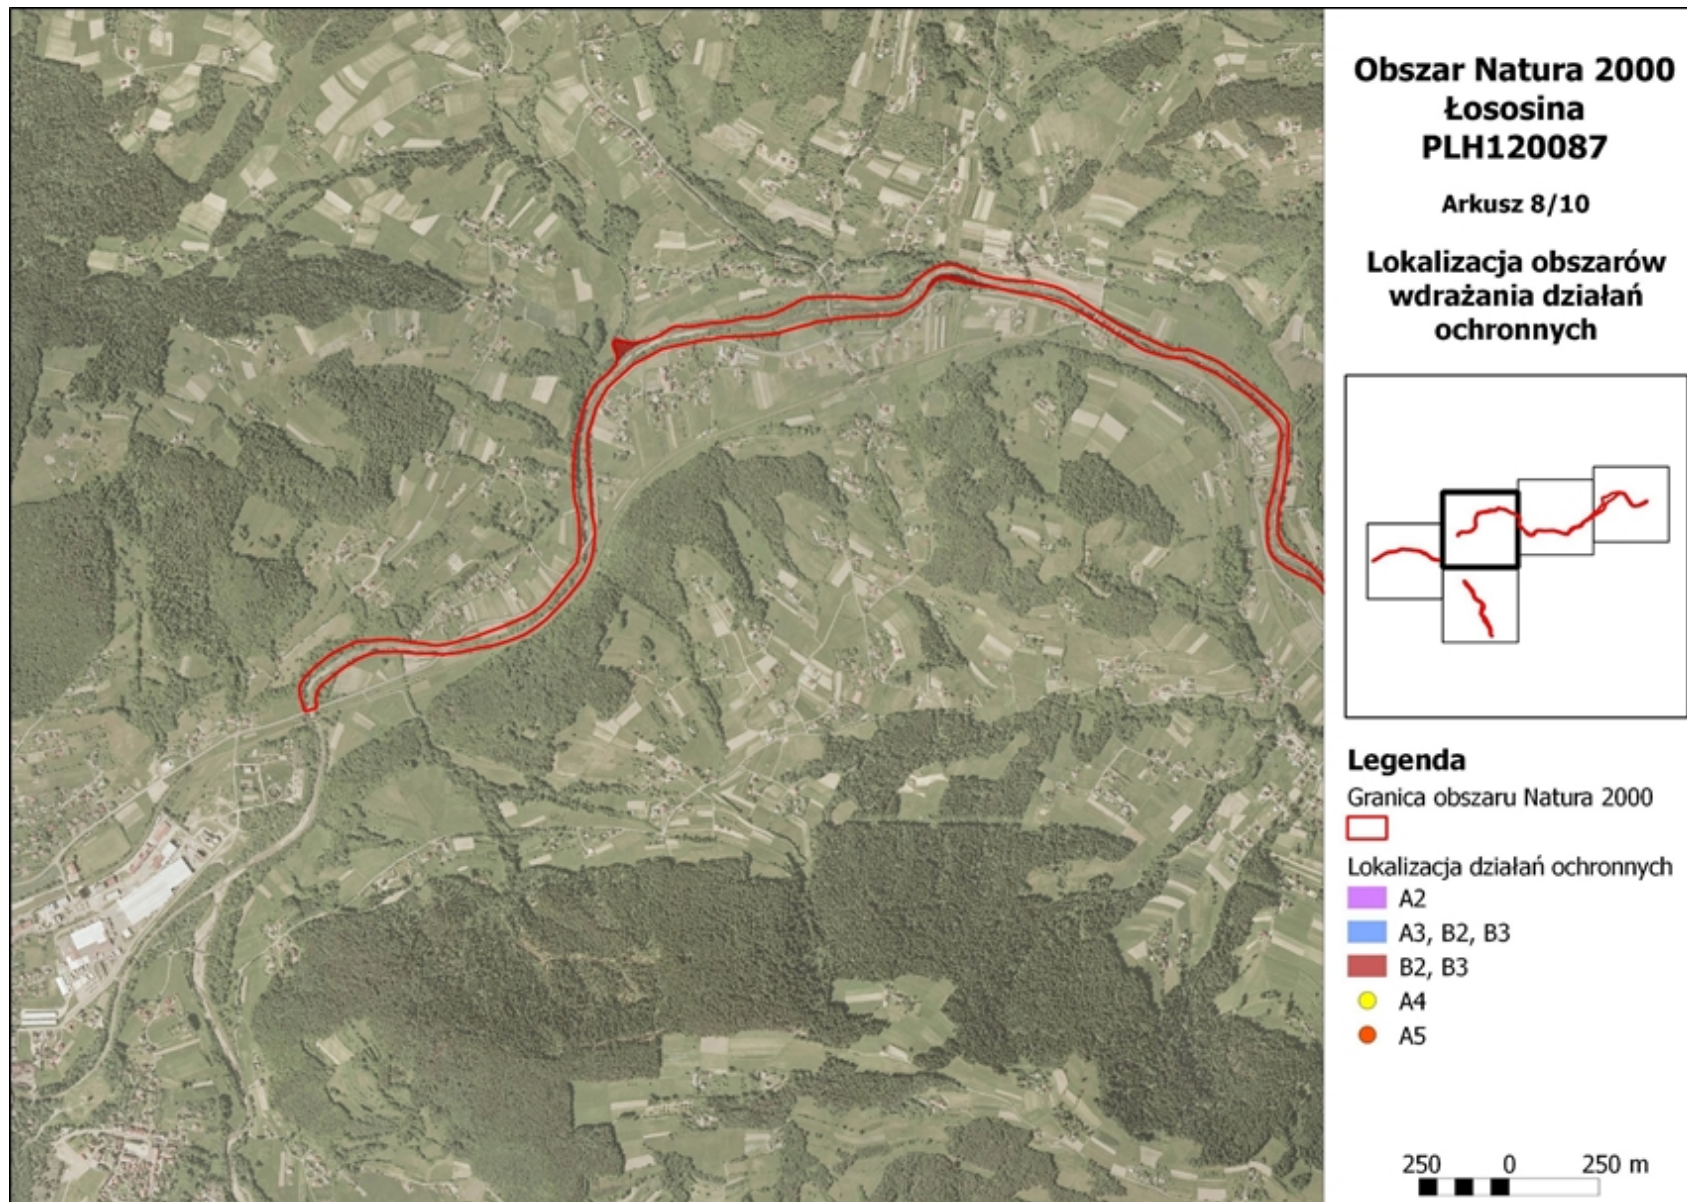 Obszar Natura 2000
Łososina
PLH120087
Arkusz 8/10
Lokalizacja obszarów
wdrażania działań
ochronnych
Legenda
Granica obszaru Natura 2000
Lokalizacja działań ochronnych
A2
A3, B2, B3
B2, B3
A4
A5
250 0 250 m